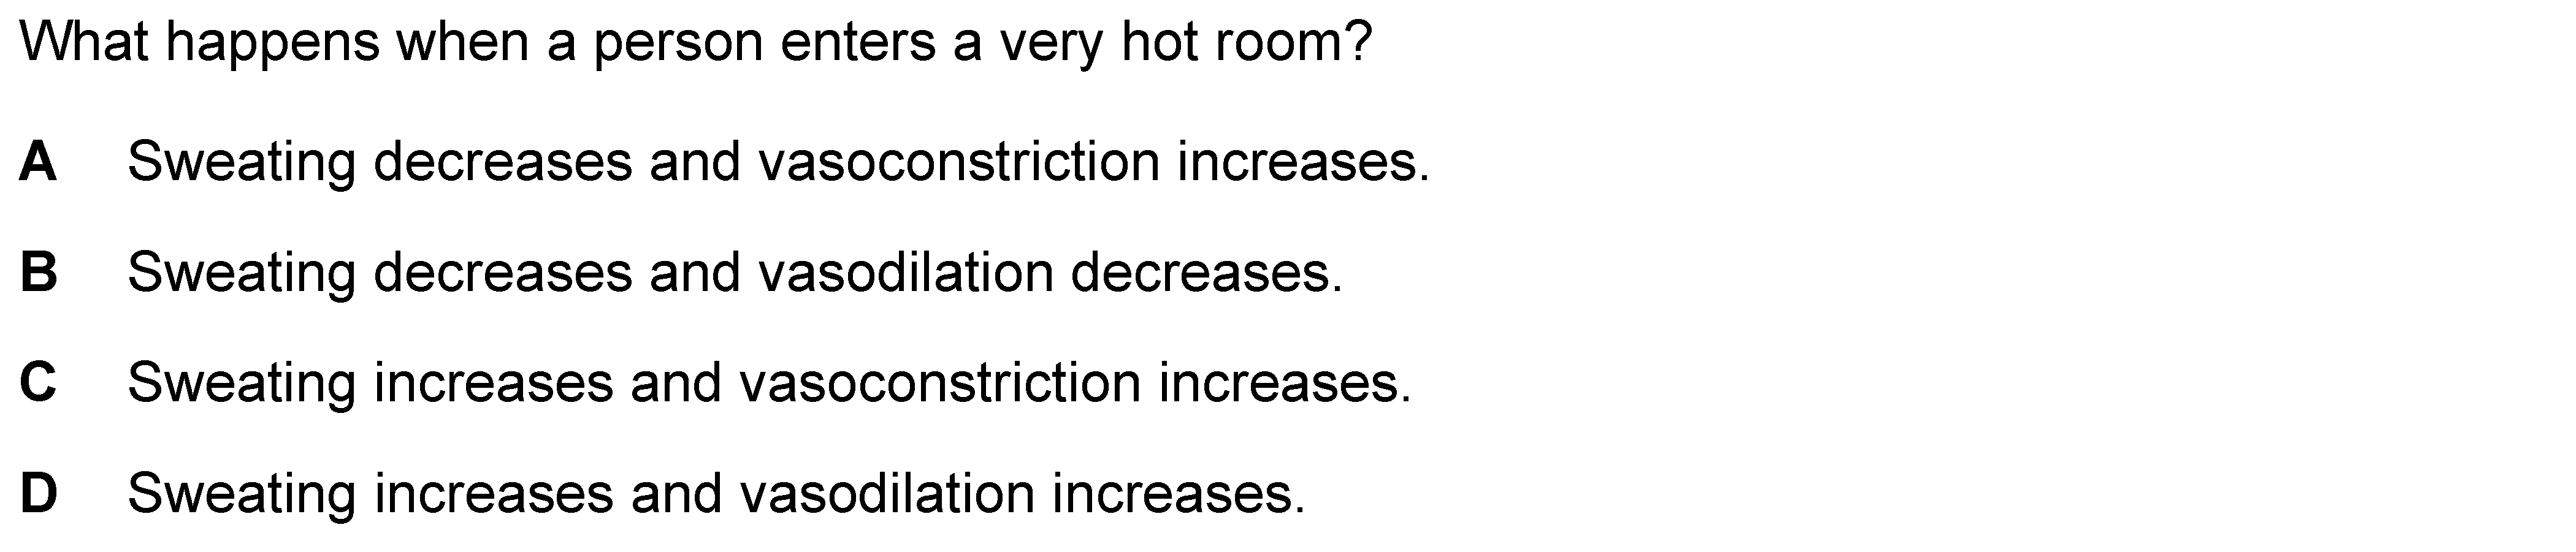 What happens when a person enters a very hot room?
A Sweating decreases and vasoconstriction increases.
B Sweating decreases and vasodilation decreases.
C Sweating increases and vasoconstriction increases.
D Sweating increases and vasodilation increases.